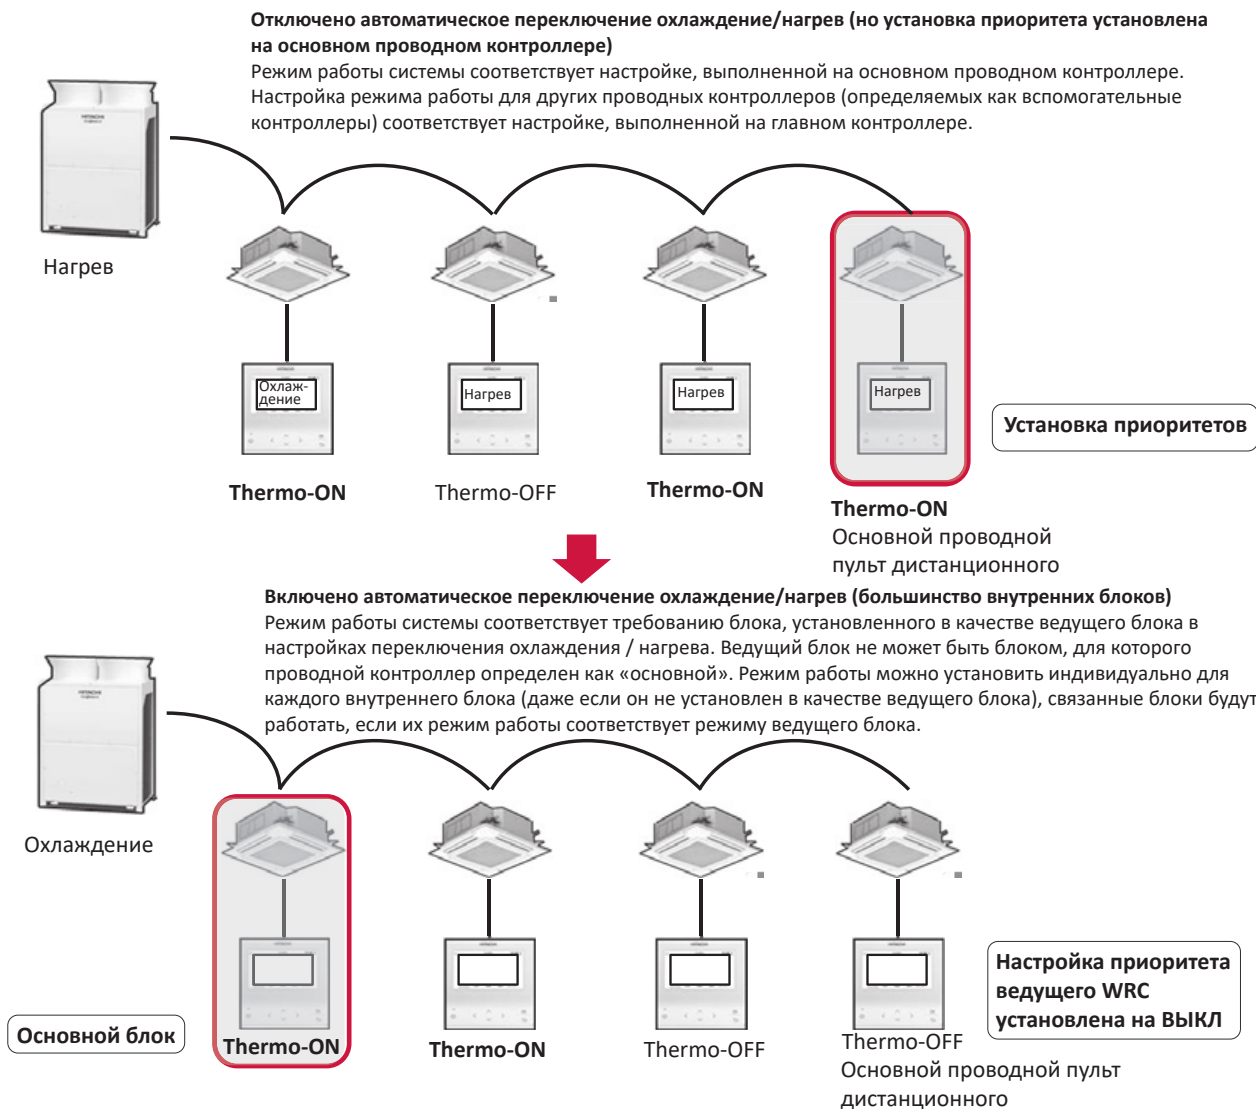 Отключено автоматическое переключение охлаждение/нагрев (но установка приоритета установлена
на основном проводном контроллере)
Режим работы системы соответствует настройке, выполненной на основном проводном контроллере.
Настройка режима работы для других проводных контроллеров (определяемых как вспомогательные
контроллеры) соответствует настройке, выполненной на главном контроллере.
HITACHI
Нагрев
Охлаж-
дение
Нагрев
Нагрев
Нагрев
Установка приоритетов
Thermo-ON
Thermo-OFF
Thermo-ON
Thermo-ON
Основной проводной
пульт дистанционного
Включено автоматическое переключение охлаждение/нагрев (большинство внутренних блоков)
Режим работы системы соответствует требованию блока, установленного в качестве ведущего блока в
настройках переключения охлаждения / нагрева. Ведущий блок не может быть блоком, для которого
проводной контроллер определен как «основной». Режим работы можно установить индивидуально для
каждого внутреннего блока (даже если он не установлен в качестве ведущего блока), связанные блоки будут
работать, если их режим работы соответствует режиму ведущего блока.
HITACHI
Охлаждение
Основной блок
Thermo-ON
Thermo-ON
Thermo-OFF
Thermo-OFF
Основной проводной пульт
дистанционного
Настройка приоритета
ведущего WRC
установлена на ВЫКЛ